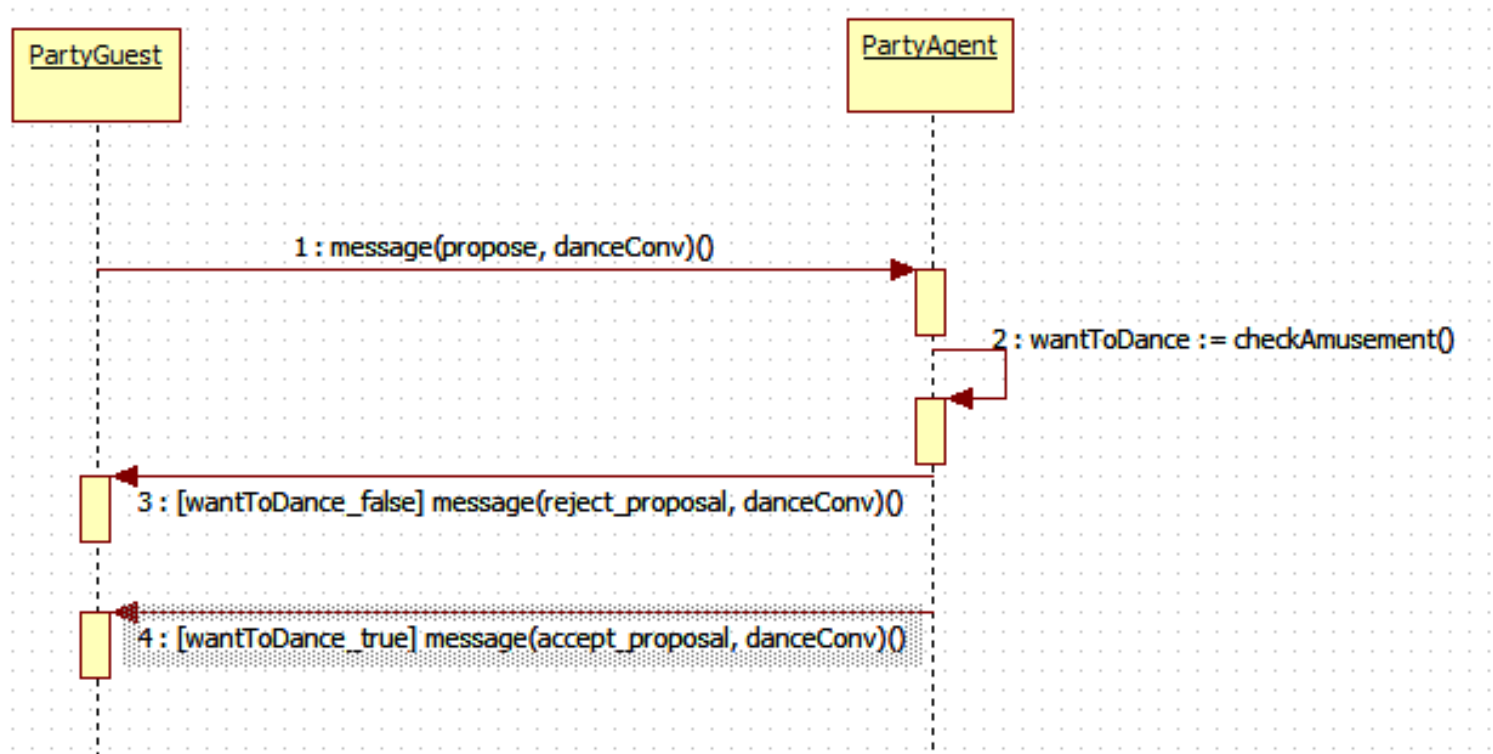 PartyGuest
PartyAgent
1 : message(propose, danceConv)()
2 : wantToDance := checkAmusement()
3 : [wantToDance_false] message(reject_proposal, danceConv)()
4 : [wantToDance_true] message(accept_proposal, danceConv)()